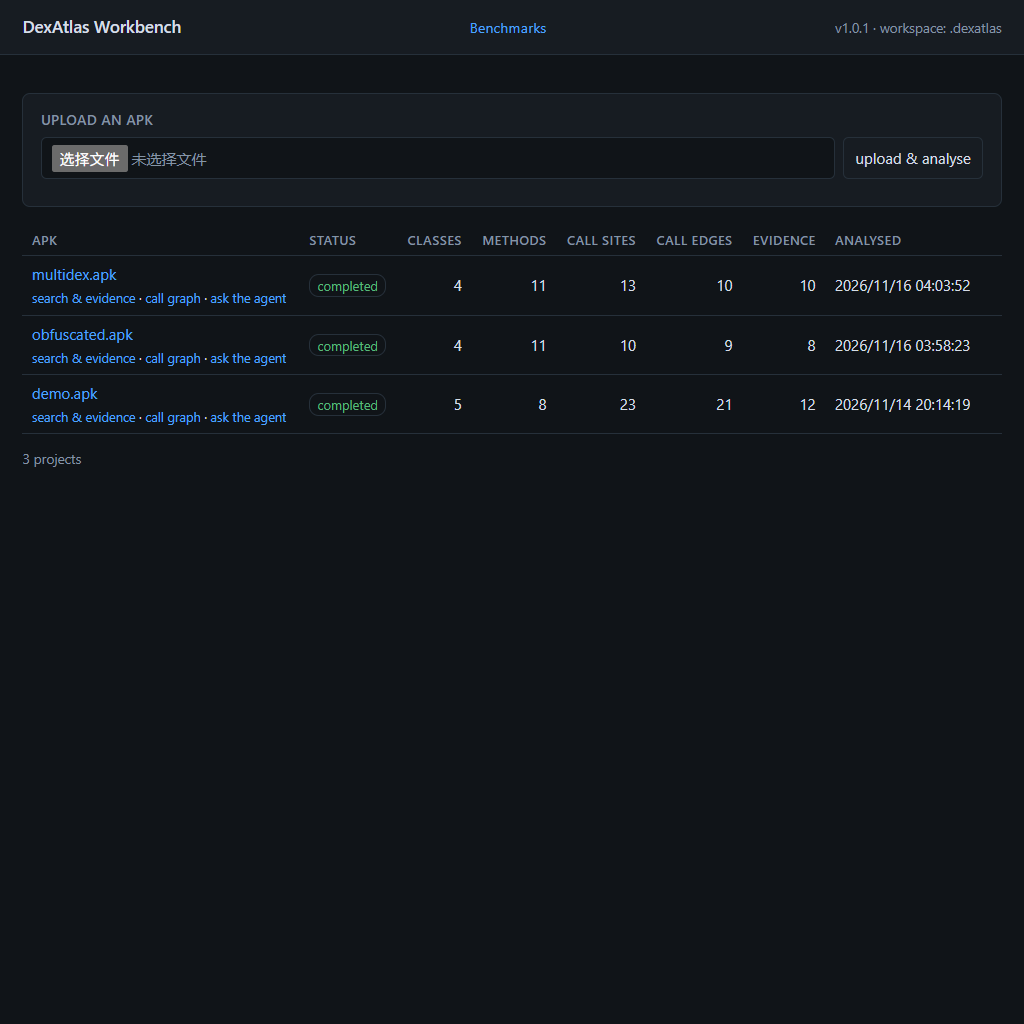 DexAtlas Workbench Benchmarks v1.0.1 · workspace: .dexatlas
UPLOAD AN APK
选择文件 未选择文件 upload & analyse
APK STATUS CLASSES METHODS CALL SITES CALL EDGES EVIDENCE ANALYSED
multidex.apk
search & evidence · call graph · ask the agent
completed 4 11 13 10 10 2026/11/16 04:03:52
obfuscated.apk
search & evidence · call graph · ask the agent
completed 4 11 10 9 8 2026/11/16 03:58:23
demo.apk
search & evidence · call graph · ask the agent
completed 5 8 23 21 12 2026/11/14 20:14:19
3 projects